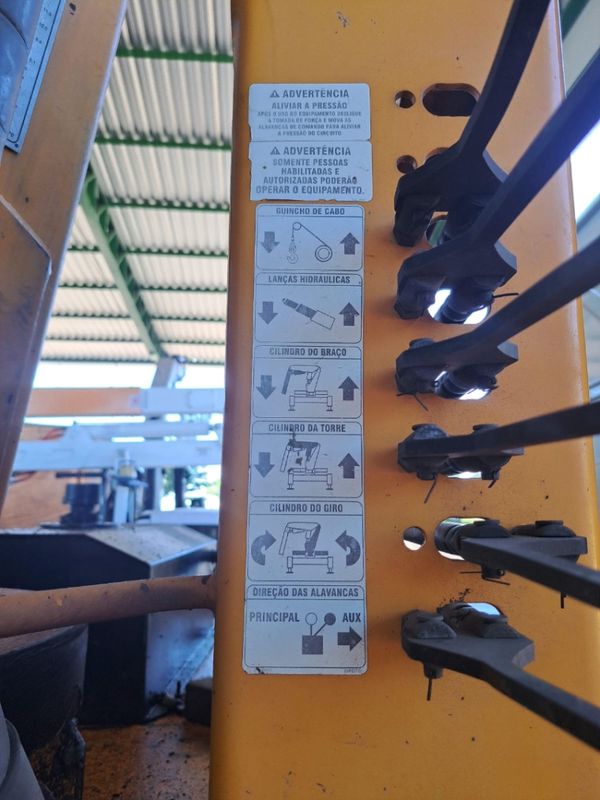 ADVERTÊNCIA
ALIVIAR A PRESSÃO
APÓS O USO DO EQUIPAMENTO DESLIGUE
A TOMADA DE FORÇA E MOVA AS
ALAVANCAS DE COMANDO PARA ALIVIAR
A PRESSÃO DO CIRCUITO.
ADVERTÊNCIA
SOMENTE PESSOAS
HABILITADAS E
AUTORIZADAS PODERÃO
OPERAR O EQUIPAMENTO.
GUINCHO DE CABO
LANÇAS HIDRAULICAS
CILINDRO DO BRAÇO
CILINDRO DA TORRE
CILINDRO DO GIRO
DIREÇÃO DAS ALAVANCAS
PRINCIPAL AUX